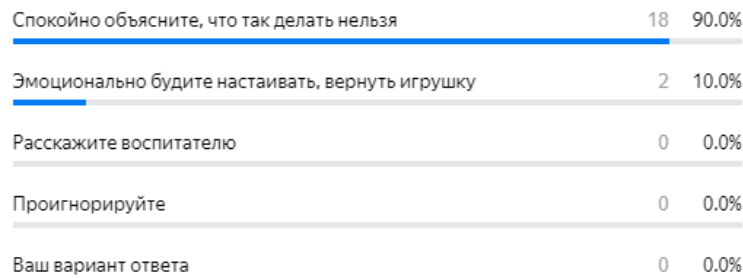 Спокойно объясните, что так делать нельзя 18 90.0%
Эмоционально будите настаивать, вернуть игрушку 2 10.0%
Расскажите воспитателю 0 0.0%
Проигнорируйте 0 0.0%
Ваш вариант ответа 0 0.0%